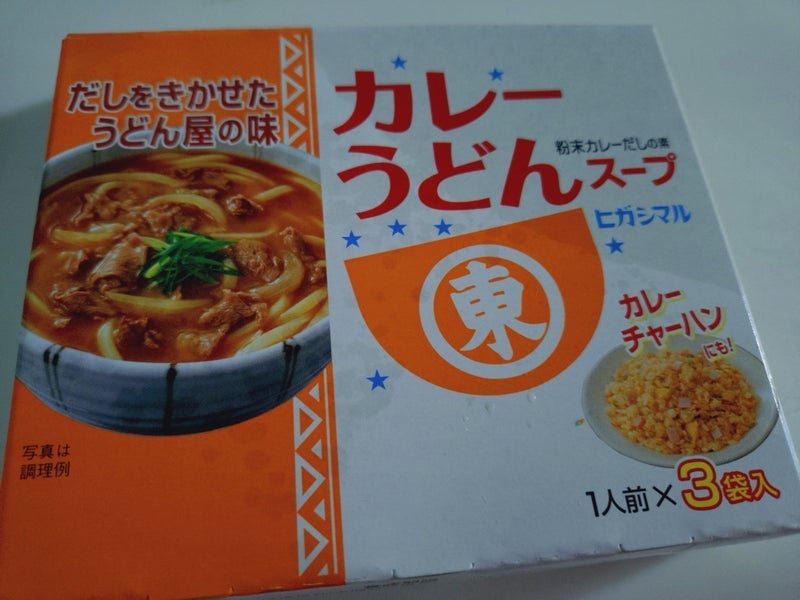 だしをきかせた
うどん屋の味
カレー
うどんスープ
粉末カレーだしの素
ヒガシマル
東
カレー
チャーハン
にも!
写真は
調理例
1人前×3袋入